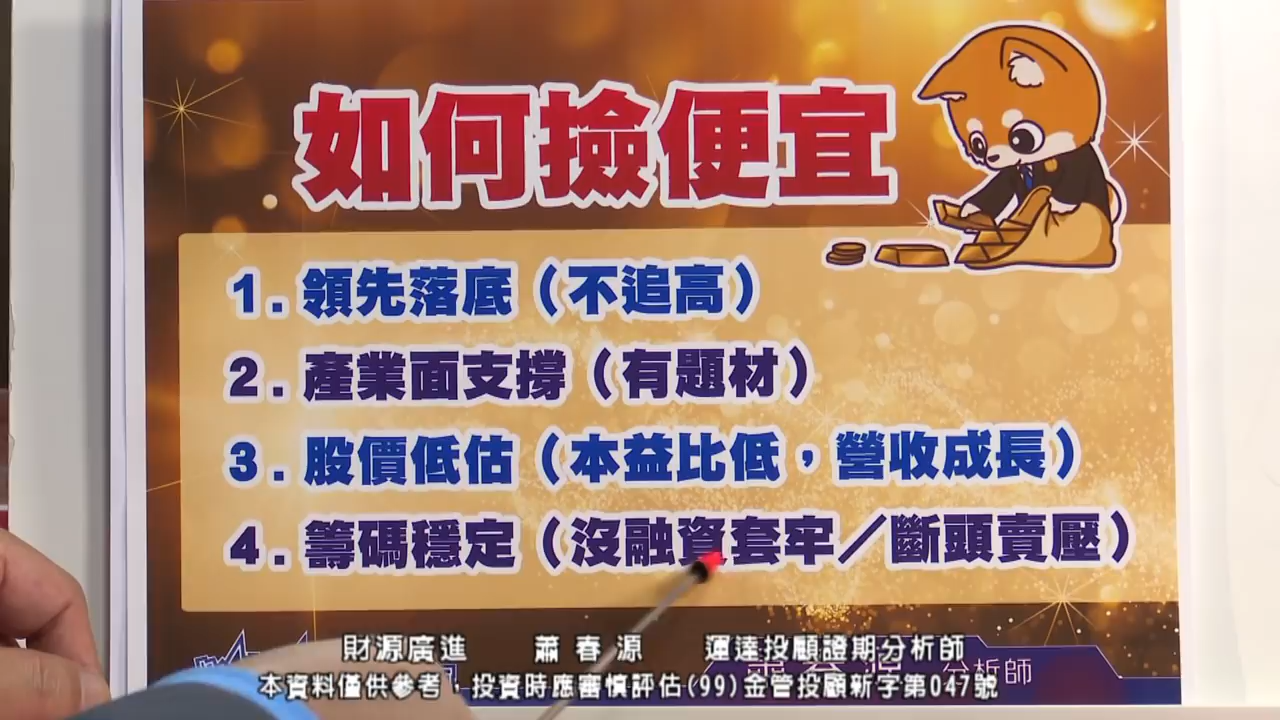 如何撿便宜
1.領先落底（不追高）
2.產業面支撐（有題材）
3.股價低估（本益比低，營收成長）
4.籌碼穩定（沒融資套牢／斷頭賣壓）
財源廣進 蕭春源 運達投顧證期分析師
分析師
本資料僅供參考，投資時應審慎評估(99)金管投顧新字第047號